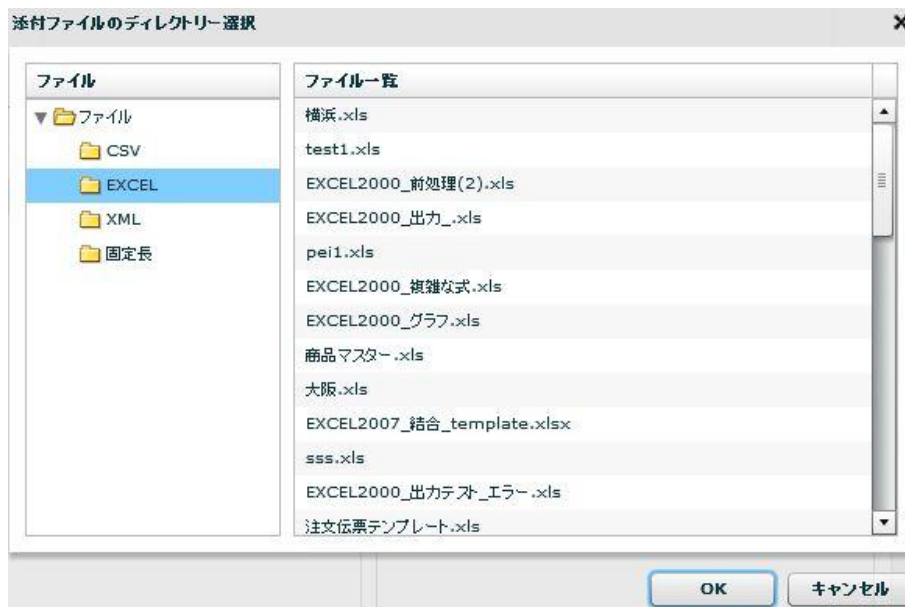 添付ファイルのディレクトリー選択
ファイル
ファイル
CSV
EXCEL
XML
固定長
ファイル一覧
横浜.xls
test1.xls
EXCEL2000_前処理(2).xls
EXCEL2000_出力_.xls
pei1.xls
EXCEL2000_複雑な式.xls
EXCEL2000_グラフ.xls
商品マスター.xls
大阪.xls
EXCEL2007_結合_template.xlsx
sss.xls
EXCEL2000_出力テスト_エラー.xls
注文伝票テンプレート.xls
OK
キャンセル